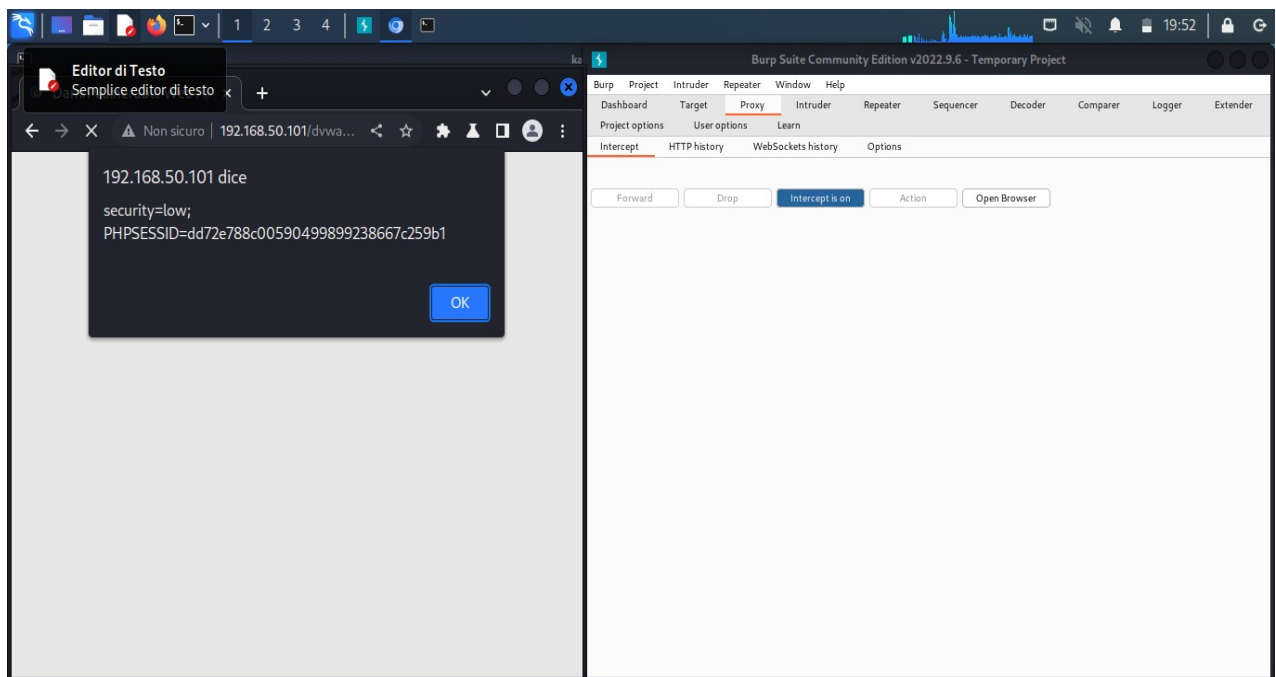 1 2 3 4
19:52
Editor di Testo
Semplice editor di testo
Non sicuro | 192.168.50.101/dvwa...
192.168.50.101 dice
security=low;
PHPSESSID=dd72e788c00590499899238667c259b1
OK
Burp Suite Community Edition v2022.9.6 - Temporary Project
Burp Project Intruder Repeater Window Help
Dashboard Target Proxy Intruder Repeater Sequencer Decoder Comparer Logger Extender
Project options User options Learn
Intercept HTTP history WebSockets history Options
Forward Drop Intercept is on Action Open Browser